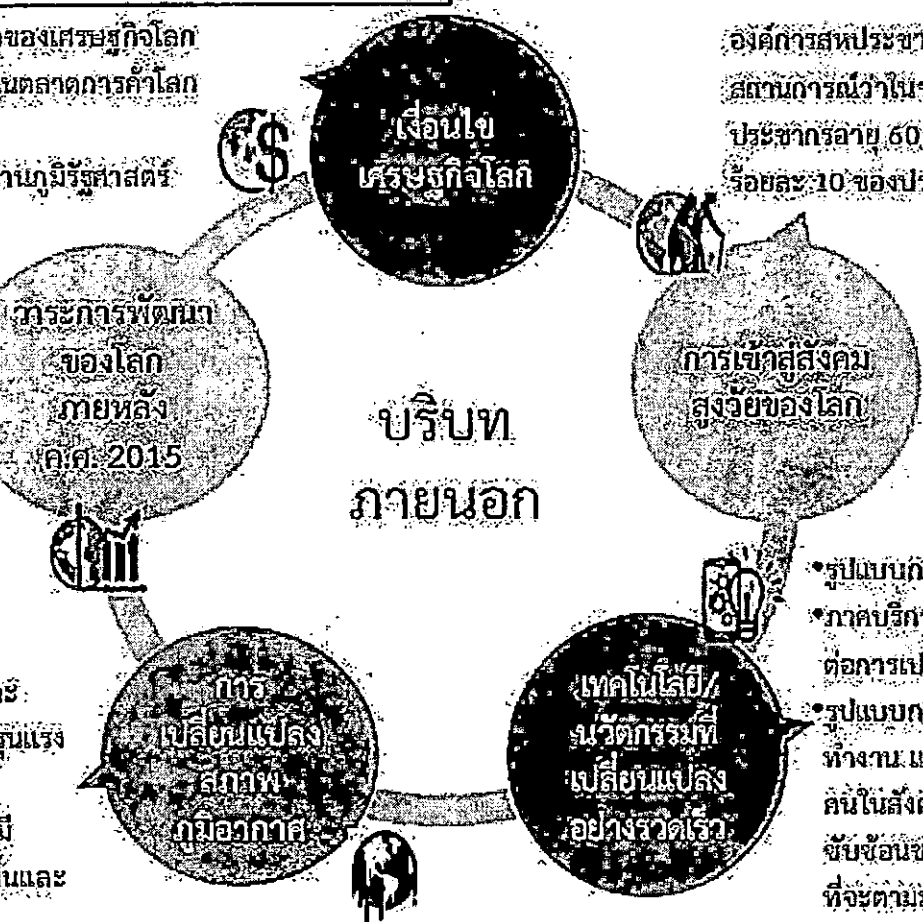 ของเศรษฐกิจโลก
ตลาดการค้าโลก
ภูมิรัฐศาสตร์
เงื่อนไข
เศรษฐกิจโลก
องค์การสหประชา
สถานการณ์ว่าใน
ประชากรอายุ 60
ร้อยละ 10 ของ
การเข้าสู่สังคม
สูงวัยของโลก
วาระการพัฒนา
ของโลก
ภายหลัง
ค.ศ. 2015
บริบท
ภายนอก
การ
เปลี่ยนแปลง
สภาพ
ภูมิอากาศ
รุนแรง
และ
เทคโนโลยี/
นวัตกรรมที่
เปลี่ยนแปลง
อย่างรวดเร็ว
•รูปแบบ
•ภาคบริการ
ต่อการ
•รูปแบบ
ทำงาน
คนในสังคม
ซับซ้อน
ที่จะตาม